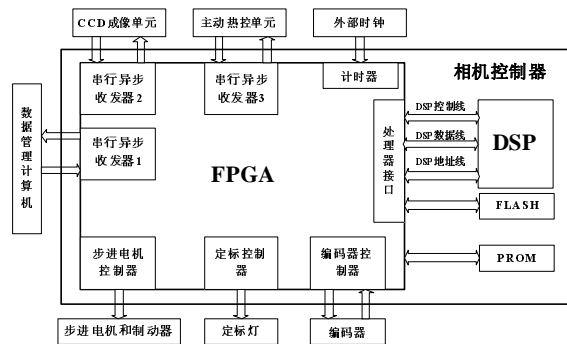 CCD成像单元
主动热控单元
外部时钟
相机控制器
串行异步
收发器2
串行异步
收发器3
计时器
数据管理计算机
串行异步
收发器1
FPGA
处理器接口
DSP控制线
DSP数据线
DSP地址线
DSP
FLASH
PROM
步进电机
控制器
定标控制
器
编码器控
制器
步进电机和制动器
定标灯
编码器